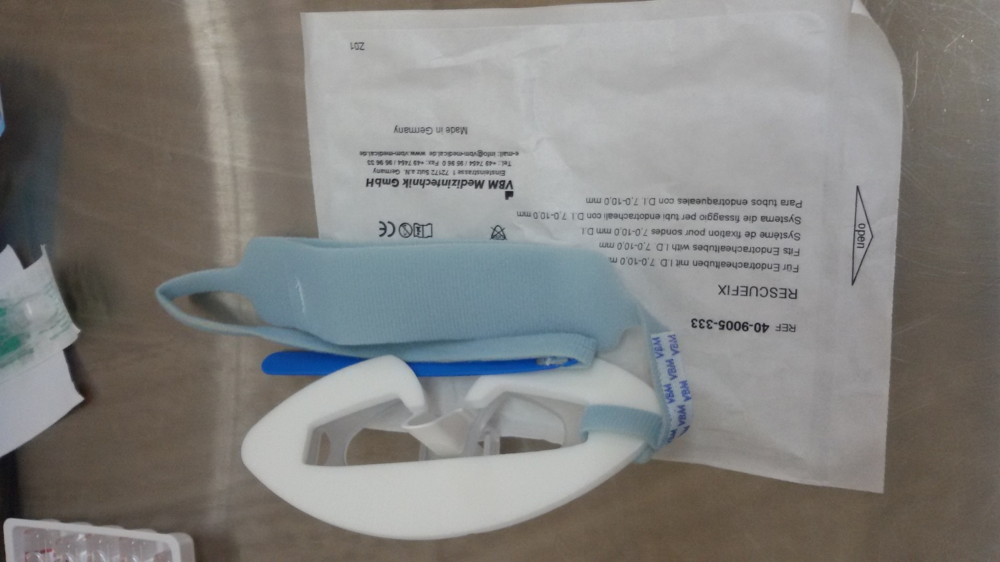 open
REF 40-9005-333
RESCUEFIX
Für Endotrachealtuben mit I.D. 7,0-10,0 m
Fits Endotrachealtubes with I.D. 7,0-10,0 mm
Système de fixation pour sondes 7,0-10,0 mm D.I.
Systema die fissaggio per tubi endotracheali con D.I. 7,0-10,0 mm
Para tubos endotraqueales con D.I. 7,0-10,0 mm
CE
VBM Medizintechnik GmbH
Einsteinstrasse 1 72172 Sulz a.N. Germany
Tel.: +49 7454 / 95 96 0 Fax: +49 7454 / 95 96 33
e-mail: info@vbm-medical.de www.vbm-medical.de
Made in Germany
Z01
VBM VBM
VBM VBM
VBM VBM
VBM